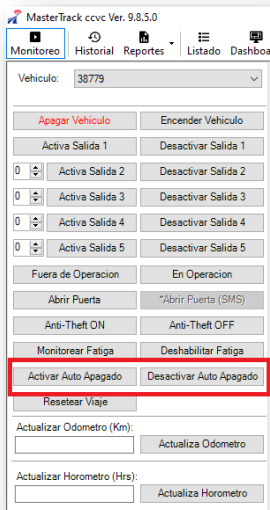 MasterTrack ccvc Ver. 9.8.5.0
Monitoreo Historial Reportes Listado Dashboa
Vehiculo: 38779
Apagar Vehiculo Encender Vehiculo
Activa Salida 1 Desactivar Salida 1
0 Activa Salida 2 Desactivar Salida 2
0 Activa Salida 3 Desactivar Salida 3
0 Activa Salida 4 Desactivar Salida 4
0 Activa Salida 5 Desactivar Salida 5
Fuera de Operacion En Operacion
Abrir Puerta *Abrir Puerta (SMS)
Anti-Theft ON Anti-Theft OFF
Monitorear Fatiga Deshabilitar Fatiga
Activar Auto Apagado Desactivar Auto Apagado
Resetear Viaje
Actualizar Odometro (Km):
Actualiza Odometro
Actualizar Horometro (Hrs):
Actualiza Horometro